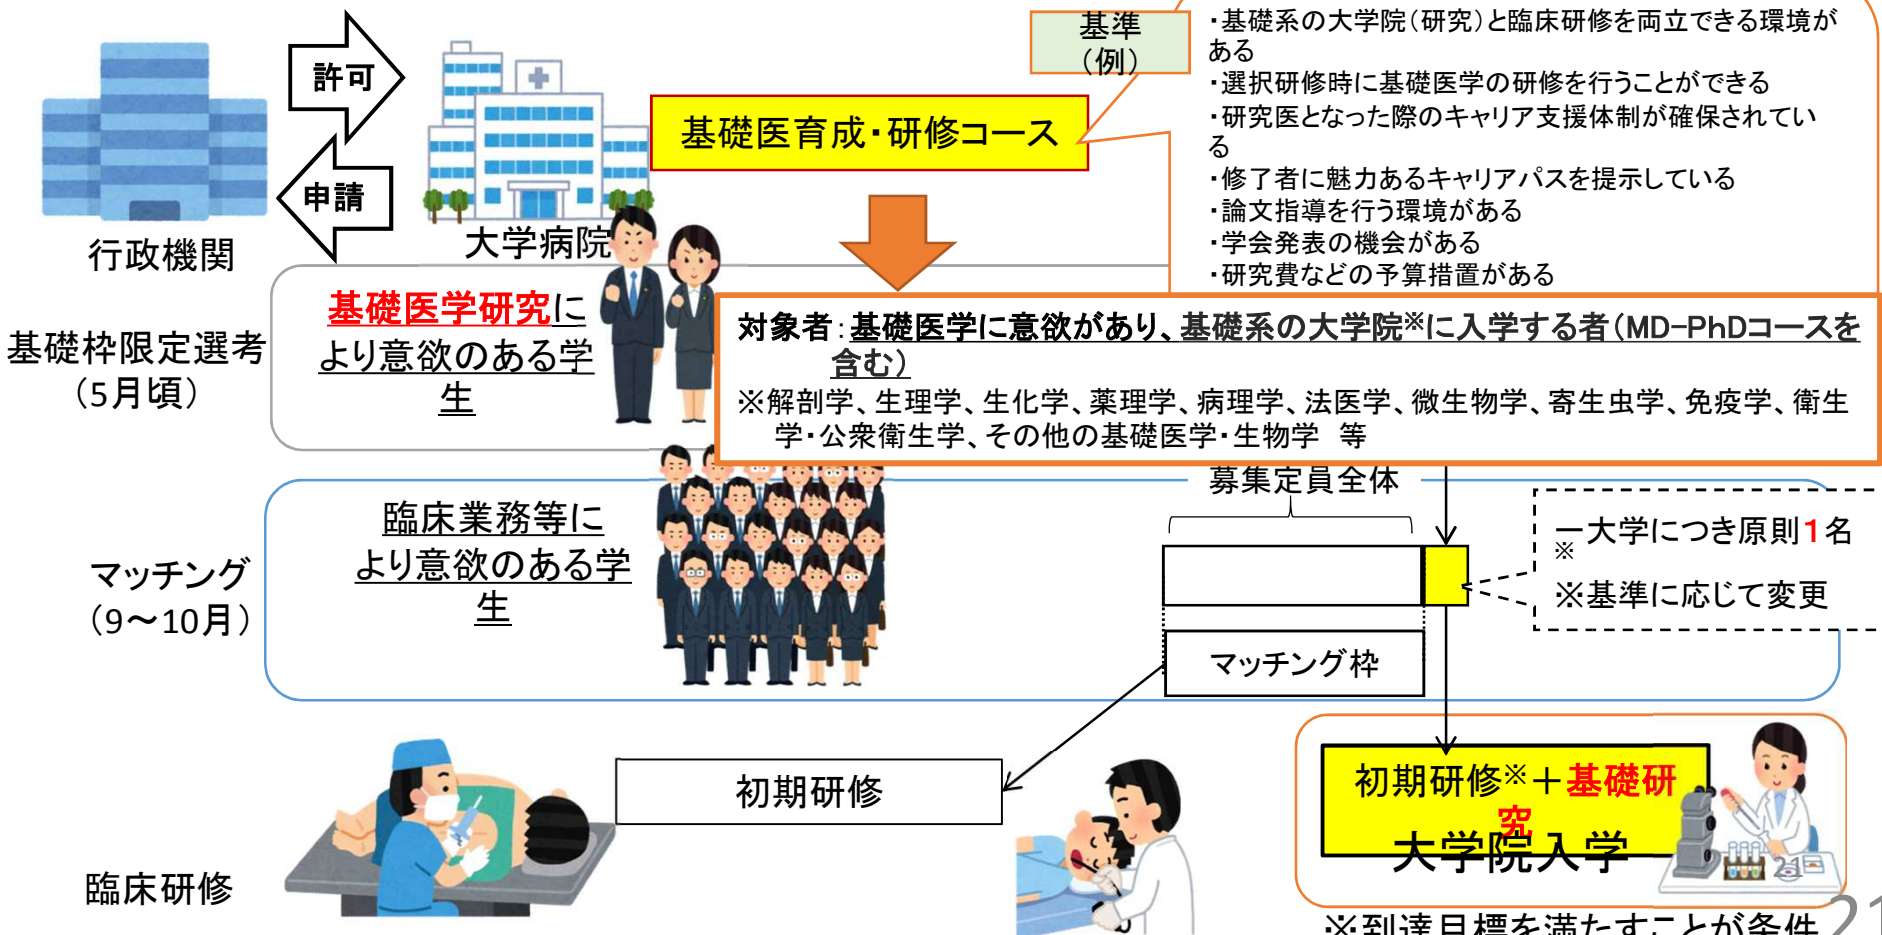 基準
（例）
・基礎系の大学院（研究）と臨床研修を両立できる環境が
ある
・選択研修時に基礎医学の研修を行うことができる
・研究医となった際のキャリア支援体制が確保されてい
る
・修了者に魅力あるキャリアパスを提示している
・論文指導を行う環境がある
・学会発表の機会がある
・研究費などの予算措置がある
許可
申請
行政機関
大学病院
基礎医育成・研修コース
基礎枠限定選考
（5月頃）
基礎医学研究に
より意欲のある学
生
対象者：基礎医学に意欲があり、基礎系の大学院※に入学する者（MD-PhDコースを
含む）
※解剖学、生理学、生化学、薬理学、病理学、法医学、微生物学、寄生虫学、免疫学、衛生
学・公衆衛生学、その他の基礎医学・生物学　等
マッチング
（9～10月）
臨床業務等に
より意欲のある学
生
募集定員全体
マッチング枠
一大学につき原則1名
※
※基準に応じて変更
臨床研修
初期研修
初期研修※＋基礎研
究
大学院入学
21
※到達目標を満たすことが条件
21